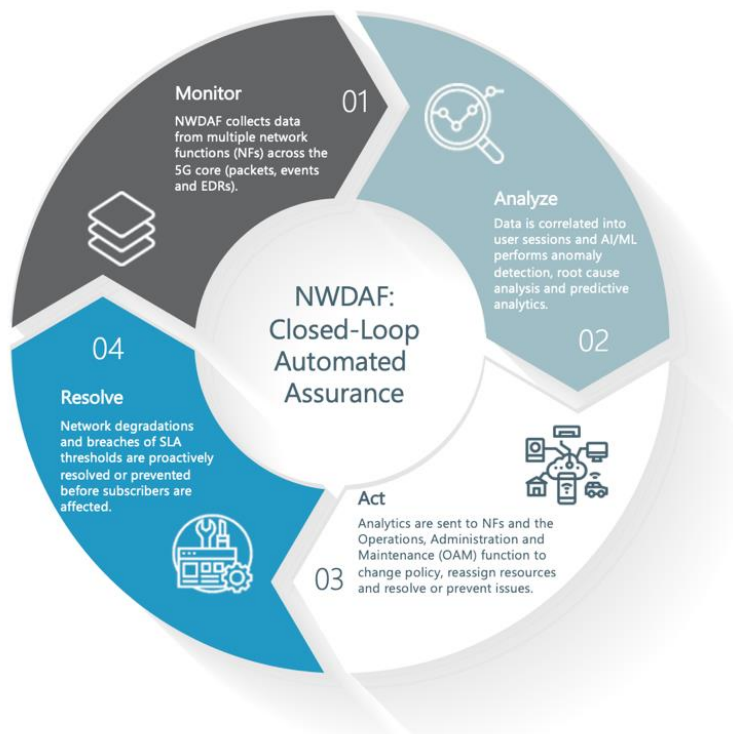 Monitor
01
NWDAF collects data
from multiple network
functions (NFs) across the
5G core (packets, events
and EDRs).
Analyze
Data is correlated into
user sessions and AI/ML
performs anomaly
detection, root cause
analysis and predictive
analytics.
02
NWDAF:
Closed-Loop
Automated
Assurance
Act
Analytics are sent to NFs and the
Operations, Administration and
Maintenance (OAM) function to
change policy, reassign resources
and resolve or prevent issues.
03
04
Resolve
Network degradations
and breaches of SLA
thresholds are proactively
resolved or prevented
before subscribers are
affected.